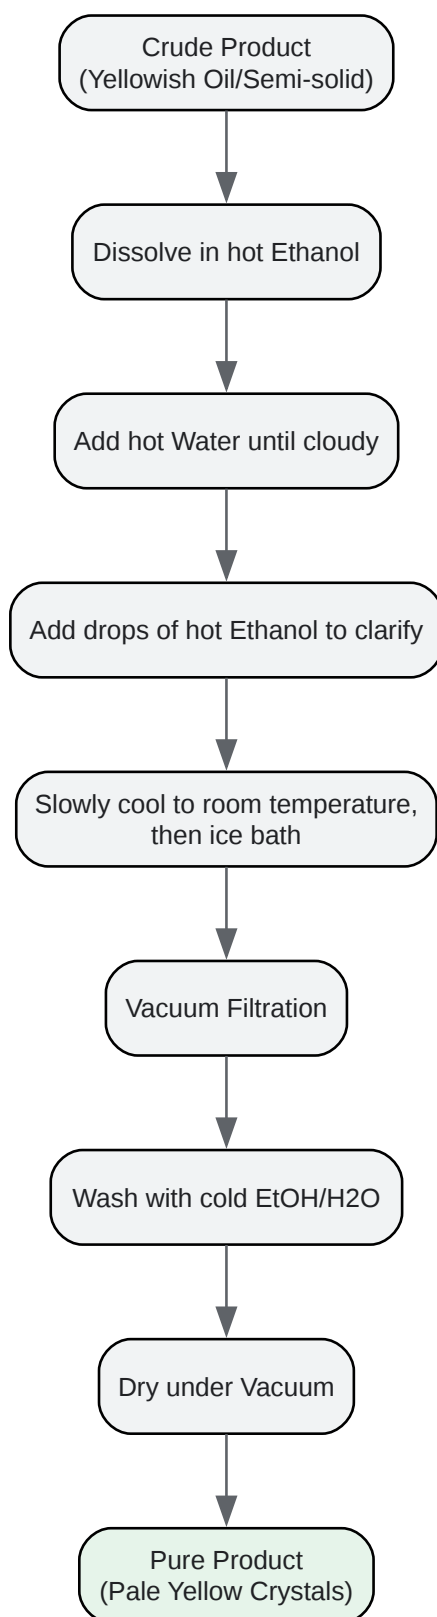 Crude Product
(Yellowish Oil/Semi-solid)
Dissolve in hot Ethanol
Add hot Water until cloudy
Add drops of hot Ethanol to clarify
Slowly cool to room temperature,
then ice bath
Vacuum Filtration
Wash with cold EtOH/H2O
Dry under Vacuum
Pure Product
(Pale Yellow Crystals)